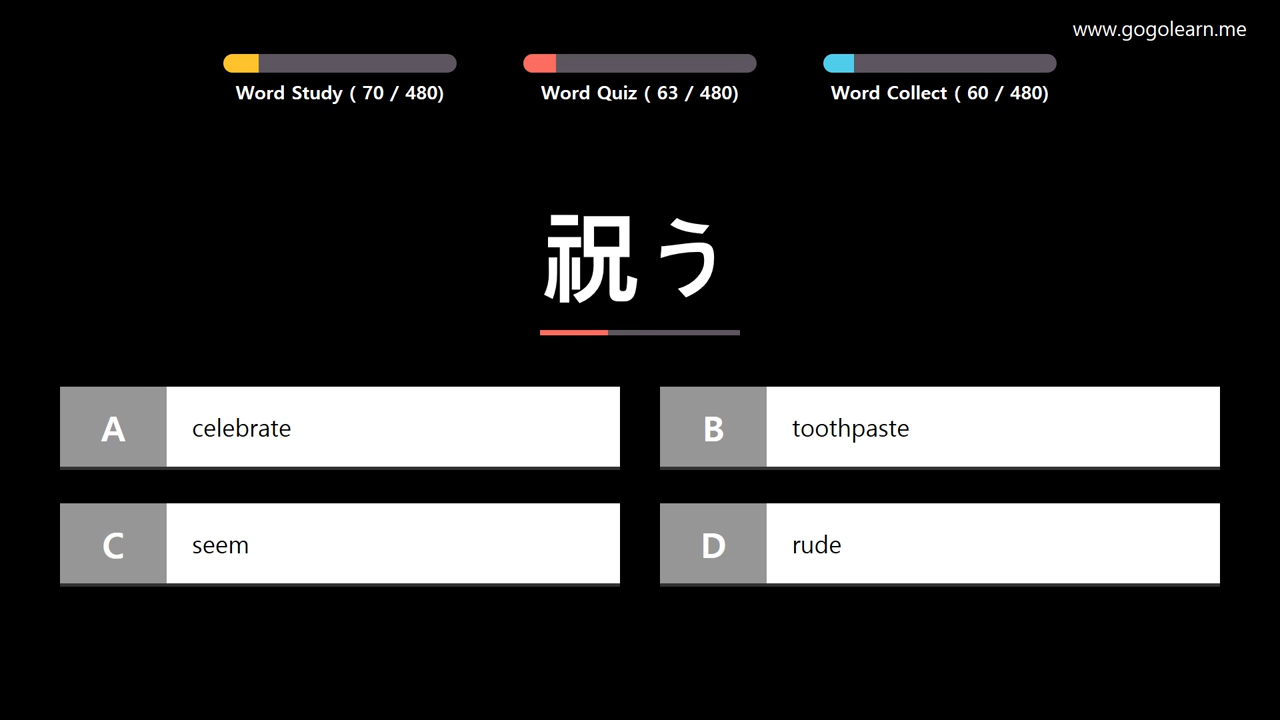 www.gogolearn.me
Word Study ( 70 / 480)
Word Quiz ( 63 / 480)
Word Collect ( 60 / 480)
祝う
A celebrate
B toothpaste
C seem
D rude